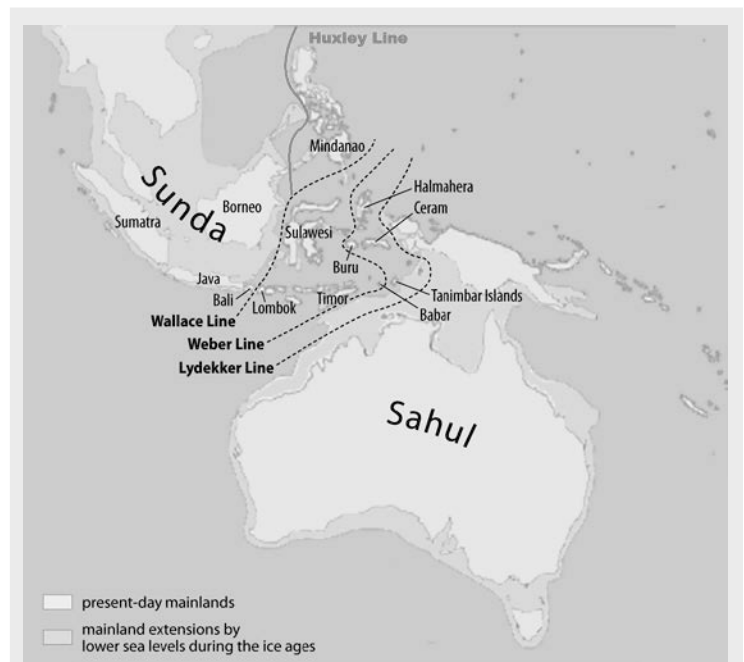 Huxley Line
Mindanao
Halmahera
Ceram
Sunda
Borneo
Sumatra
Sulawesi
Buru
Java
Bali
Lombok
Timor
Tanimbar Islands
Babar
Wallace Line
Weber Line
Lydekker Line
Sahul
present-day mainlands
mainland extensions by
lower sea levels during the ice ages